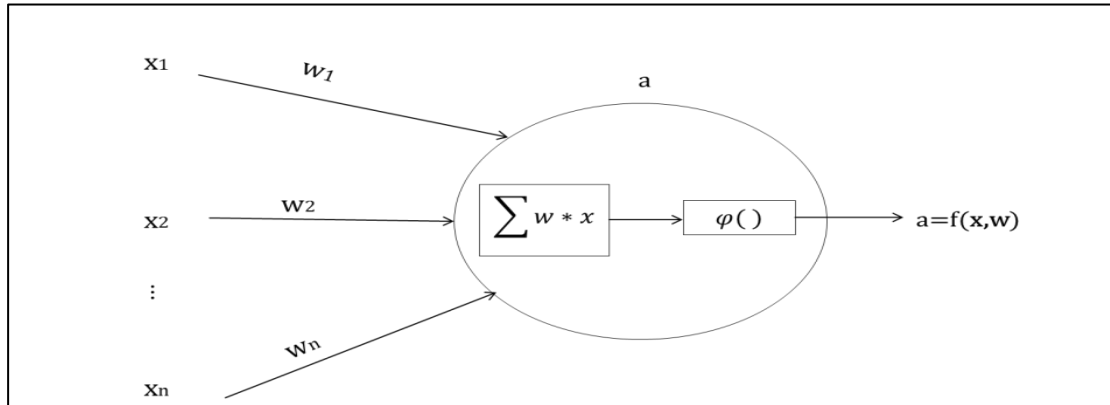 x1
w1
a
x2
w2
∑ w ∗ x
φ( )
a=f(x,w)
⋮
wn
xn